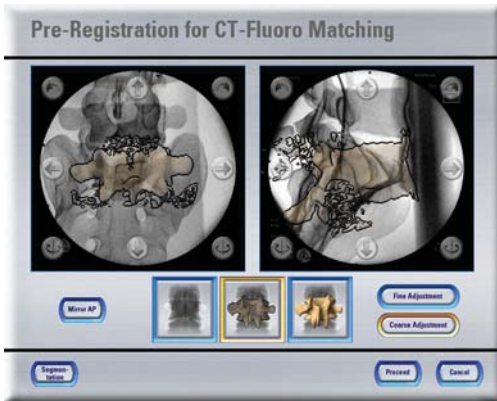 Pre-Registration for CT-Fluoro Matching
Mirror AP
Fine Adjustment
Coarse Adjustment
Segmen-
tation
Proceed
Cancel